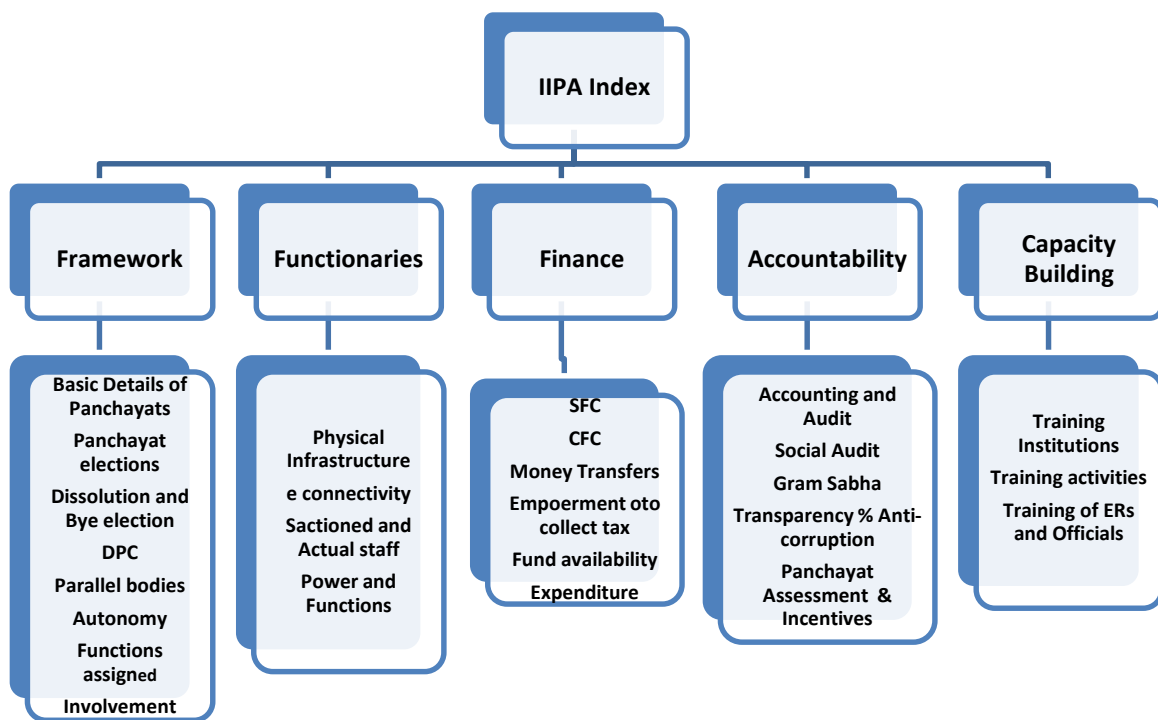 IIPA Index
Framework
Functionaries
Finance
Accountability
Capacity
Building
Basic Details of
Panchayats
Panchayat
elections
Dissolution and
Bye election
DPC
Parallel bodies
Autonomy
Functions
assigned
Involvement
Physical
Infrastructure
e connectivity
Sactioned and
Actual staff
Power and
Functions
SFC
CFC
Money Transfers
Empoerment oto
collect tax
Fund availability
Expenditure
Accounting and
Audit
Social Audit
Gram Sabha
Transparency % Anti-
corruption
Panchayat
Assessment & 
Incentives
Training
Institutions
Training activities
Training of ERs
and Officials